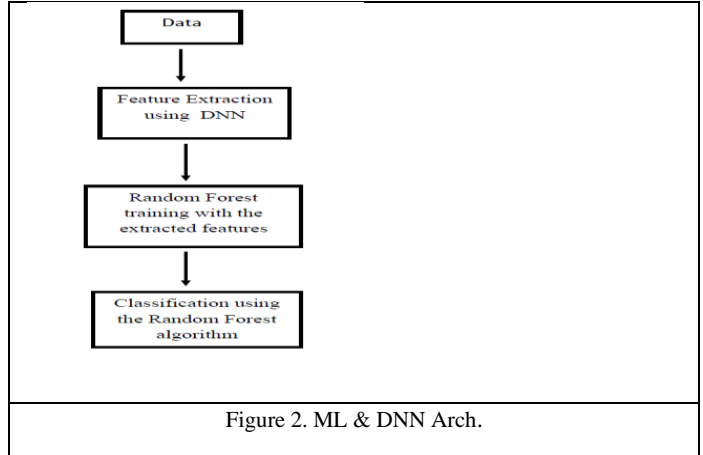 Data
Feature Extraction
using DNN
Random Forest
training with the
extracted features
Classification using
the Random Forest
algorithm
Figure 2. ML & DNN Arch.